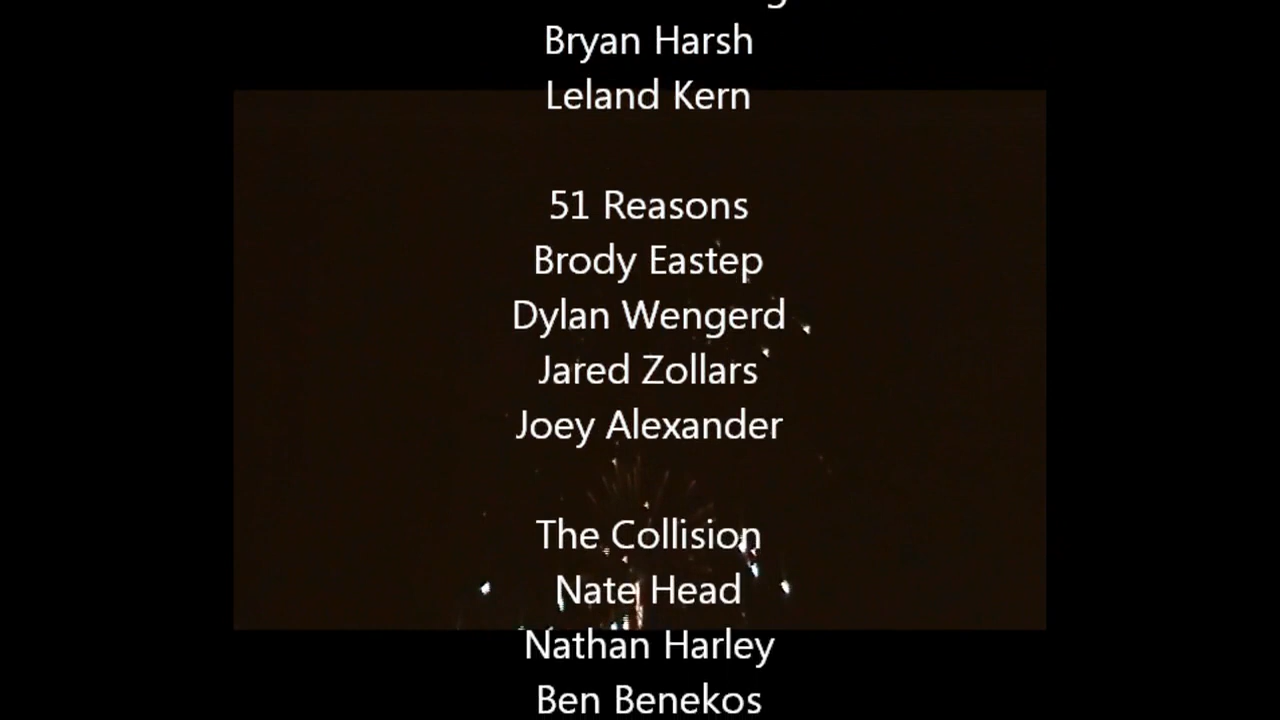 Bryan Harsh
Leland Kern
51 Reasons
Brody Eastep
Dylan Wengerd
Jared Zollars
Joey Alexander
The Collision
Nate Head
Nathan Harley
Ben Benekos